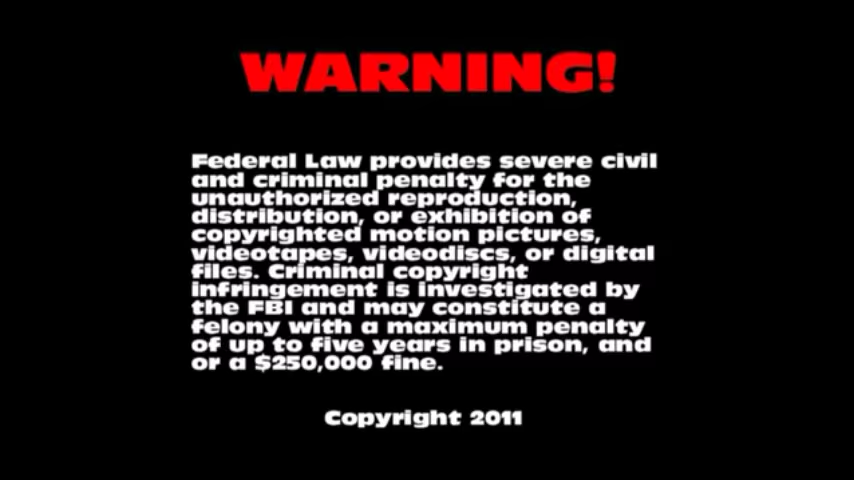 WARNING!
Federal Law provides severe civil
and criminal penalty for the
unauthorized reproduction,
distribution, or exhibition of
copyrighted motion pictures,
videotapes, videodiscs, or digital
files. Criminal copyright
infringement is investigated by
the FBI and may constitute a
felony with a maximum penalty
of up to five years in prison, and
or a $250,000 fine.
Copyright 2011